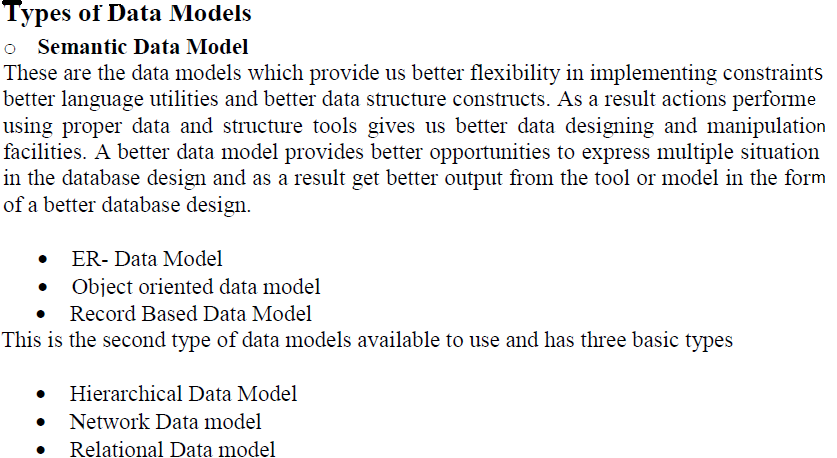 Types of Data Models
o Semantic Data Model
These are the data models which provide us better flexibility in implementing constraints
better language utilities and better data structure constructs. As a result actions performe
using proper data and structure tools gives us better data designing and manipulation
facilities. A better data model provides better opportunities to express multiple situation
in the database design and as a result get better output from the tool or model in the form
of a better database design.
• ER- Data Model
• Object oriented data model
• Record Based Data Model
This is the second type of data models available to use and has three basic types
• Hierarchical Data Model
• Network Data model
• Relational Data model